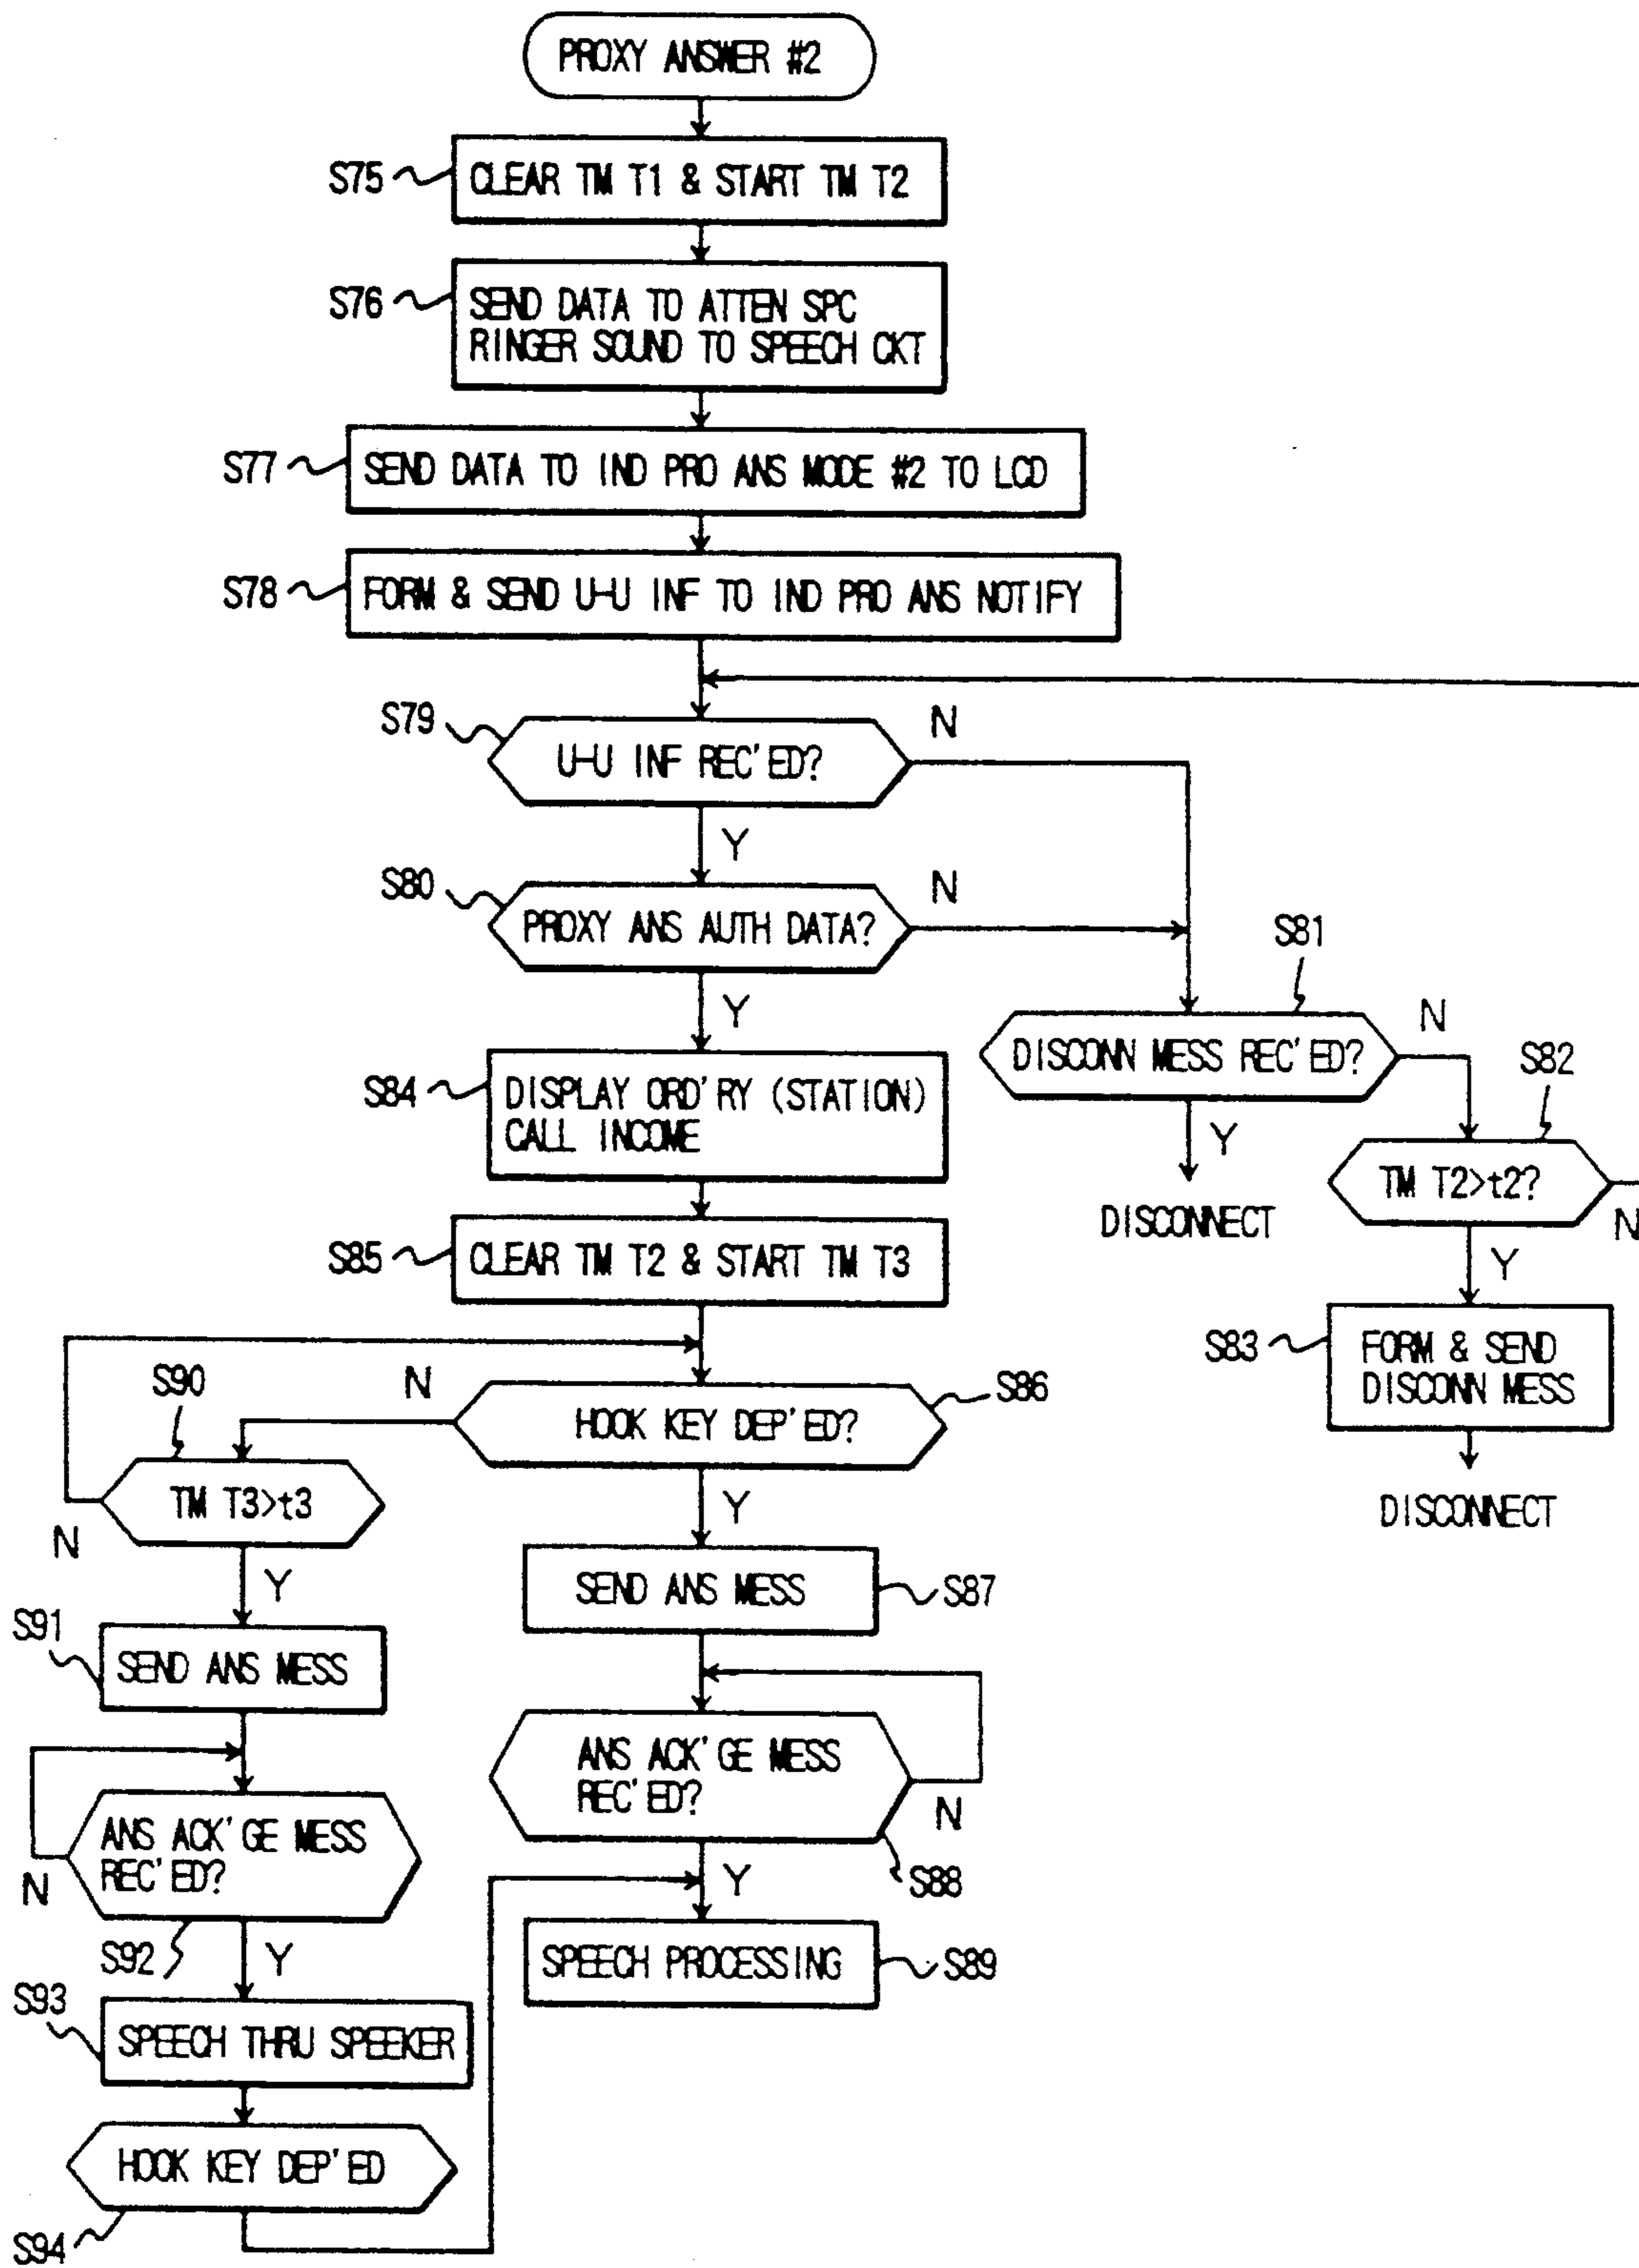 PROXY ANSWER #2
S75
CLEAR TM T1 & START TM T2
S76
SEND DATA TO ATTEN SPC
RINGER SOUND TO SPEECH CKT
S77
SEND DATA TO IND PRO ANS MODE #2 TO LCD
S78
FORM & SEND U-U INF TO IND PRO ANS NOTIFY
S79
U-U INF REC'ED?
N
Y
S80
PROXY ANS AUTH DATA?
N
Y
S81
DISCONN MESS REC'ED?
N
Y
DISCONNECT
S82
TM T2>t2?
N
Y
S83
FORM & SEND
DISCONN MESS
DISCONNECT
S84
DISPLAY ORD'RY (STATION)
CALL INCOME
S85
CLEAR TM T2 & START TM T3
S86
HOOK KEY DEP'ED?
N
Y
S90
TM T3>t3
N
Y
S87
SEND ANS MESS
S91
SEND ANS MESS
ANS ACK'GE MESS
REC'ED?
N
S88
Y
ANS ACK'GE MESS
REC'ED?
N
S92
Y
SPEECH PROCESSING
S89
S93
SPEECH THRU SPEEKER
HOOK KEY DEP'ED
S94